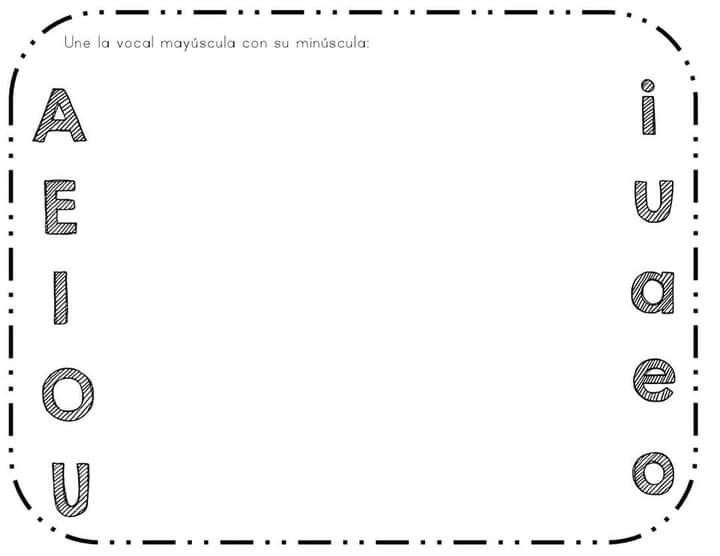 Une la vocal mayúscula con su minúscula:
A i
E u
I a
O e
U o